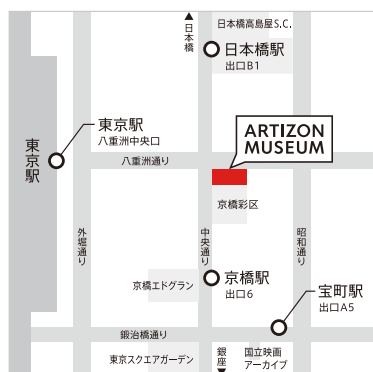 ▲日本橋
日本橋髙島屋S.C.
日本橋駅
出口B1
東京駅
八重洲中央口
ARTIZON
MUSEUM
東京駅
八重洲通り
京橋彩区
外堀通り
中央通り
昭和通り
京橋駅
出口6
京橋エドグラン
宝町駅
出口A5
鍛治橋通り
東京スクエアガーデン
銀座▼
国立映画
アーカイブ